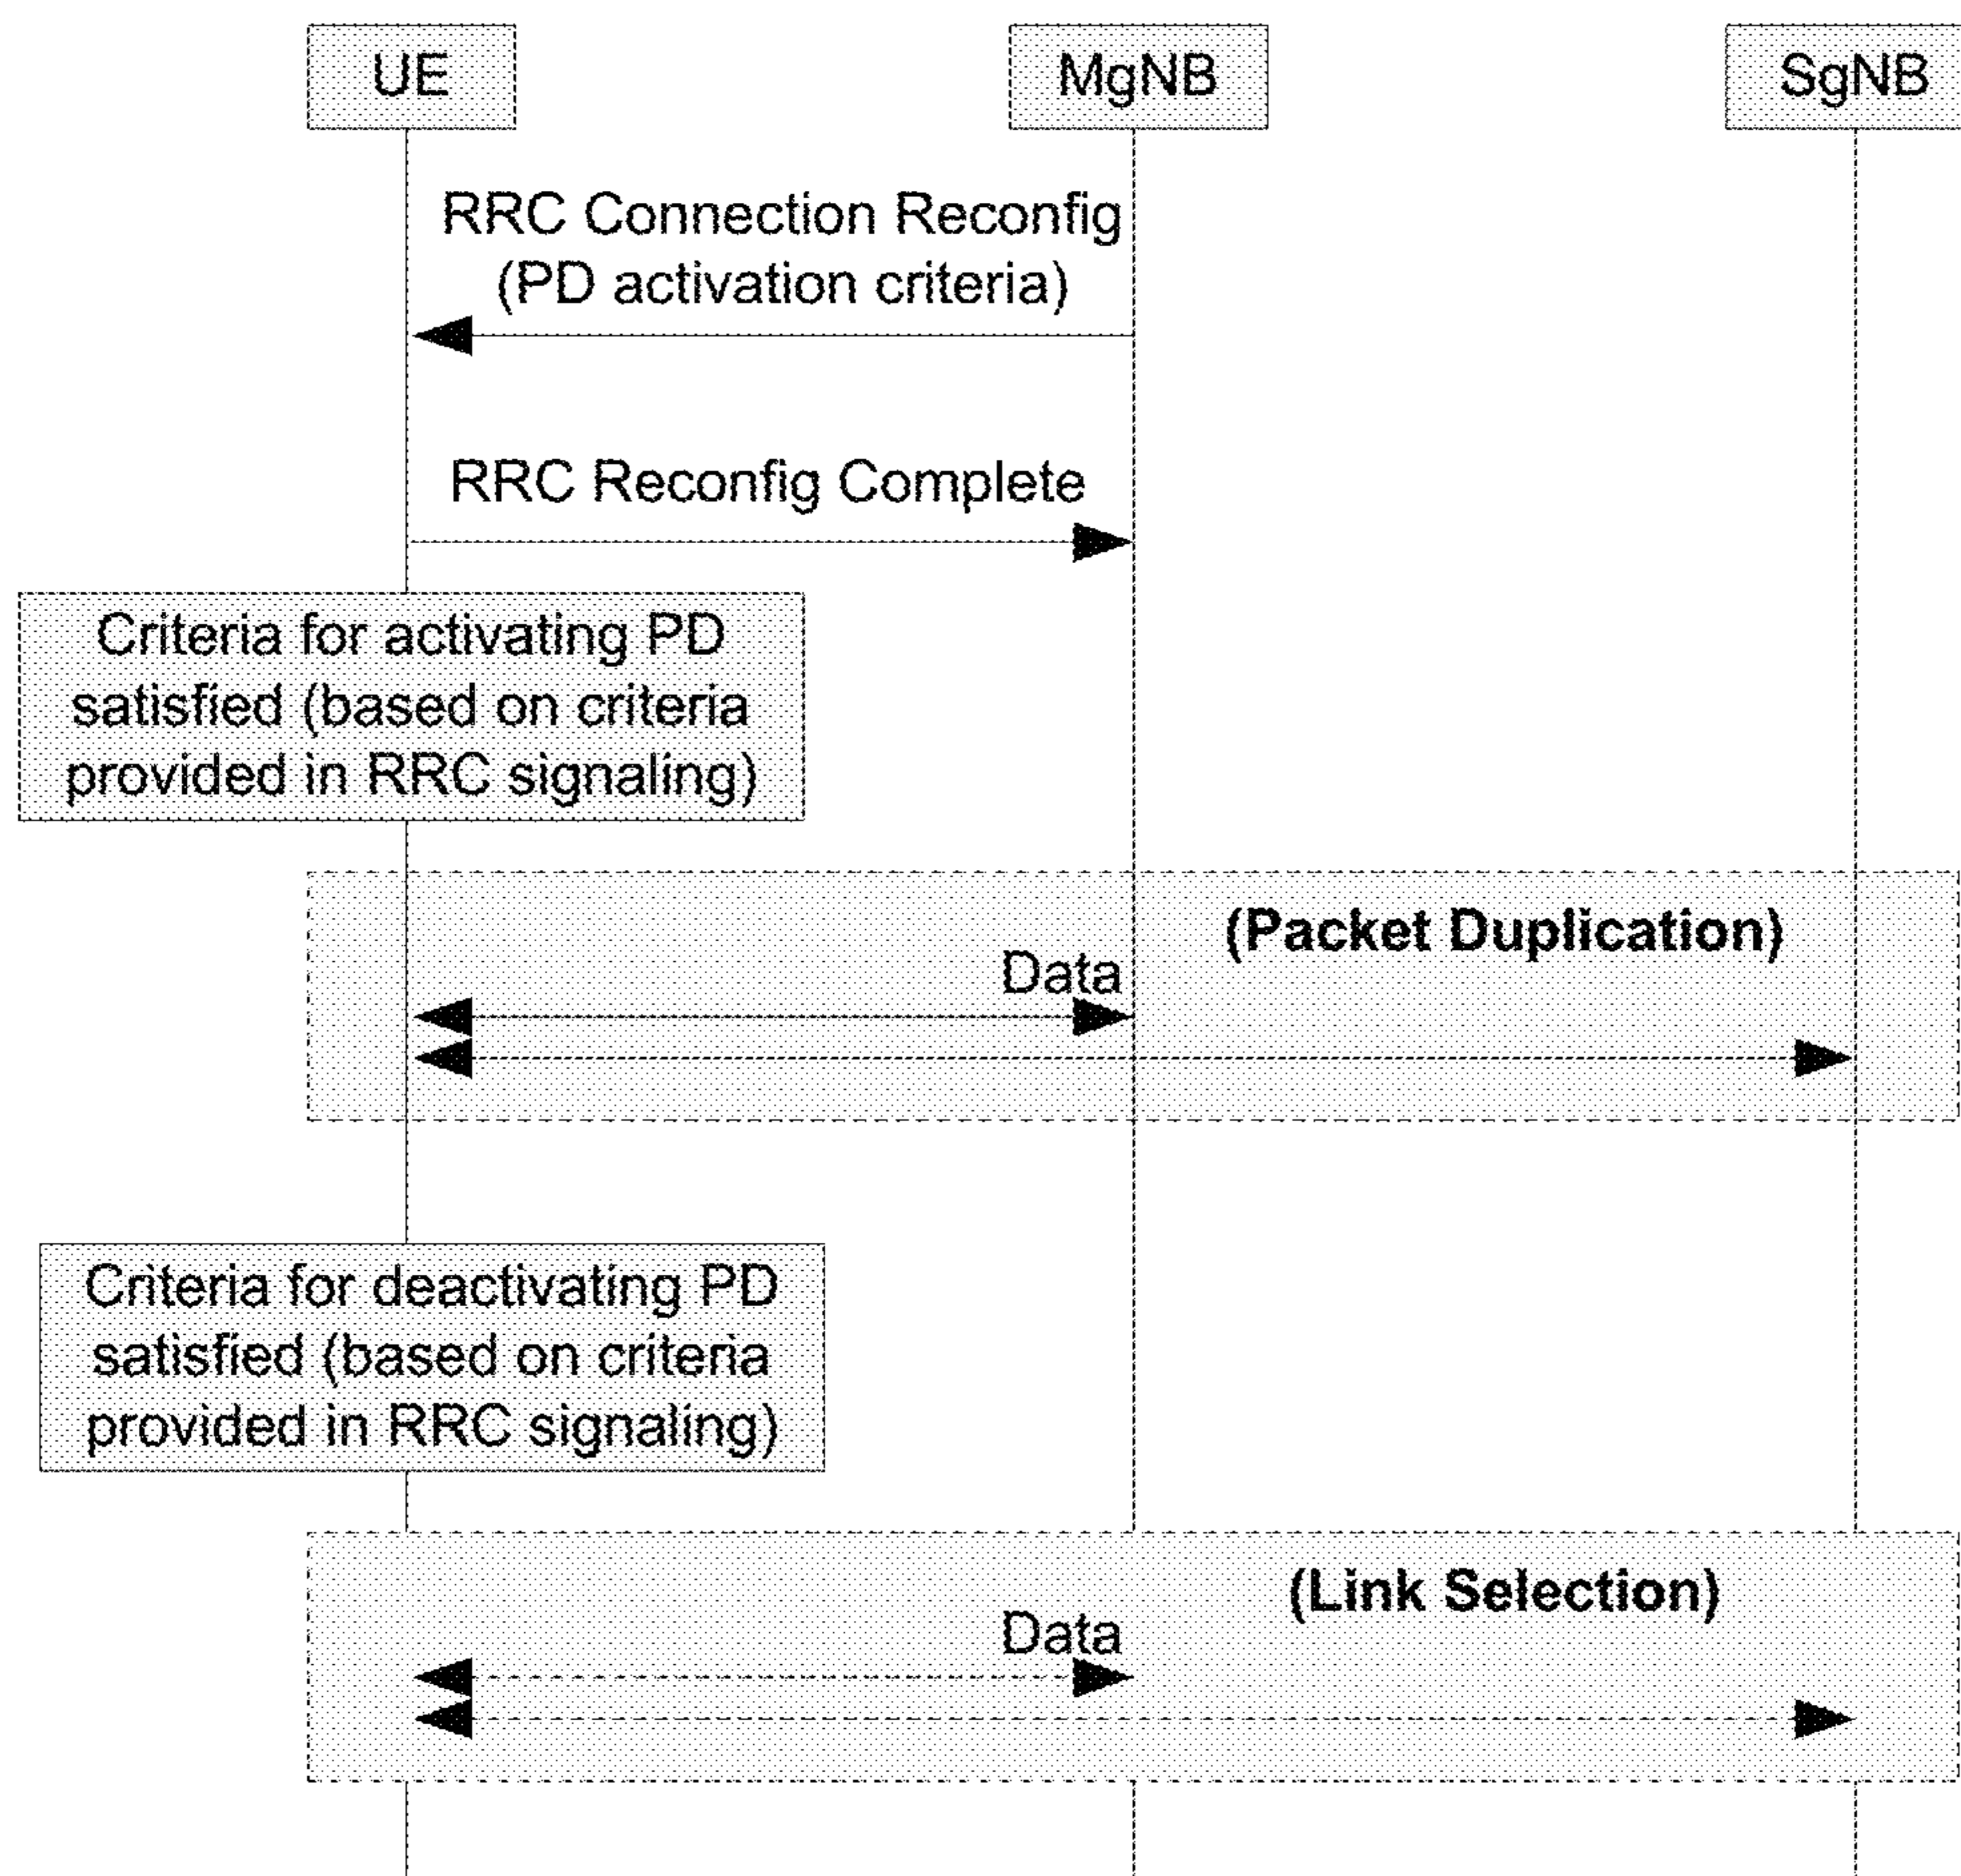 UE
MgNB
SgNB
RRC Connection Reconfig
(PD activation criteria)
RRC Reconfig Complete
Criteria for activating PD
satisfied (based on criteria
provided in RRC signaling)
(Packet Duplication)
Data
Criteria for deactivating PD
satisfied (based on criteria
provided in RRC signaling)
(Link Selection)
Data